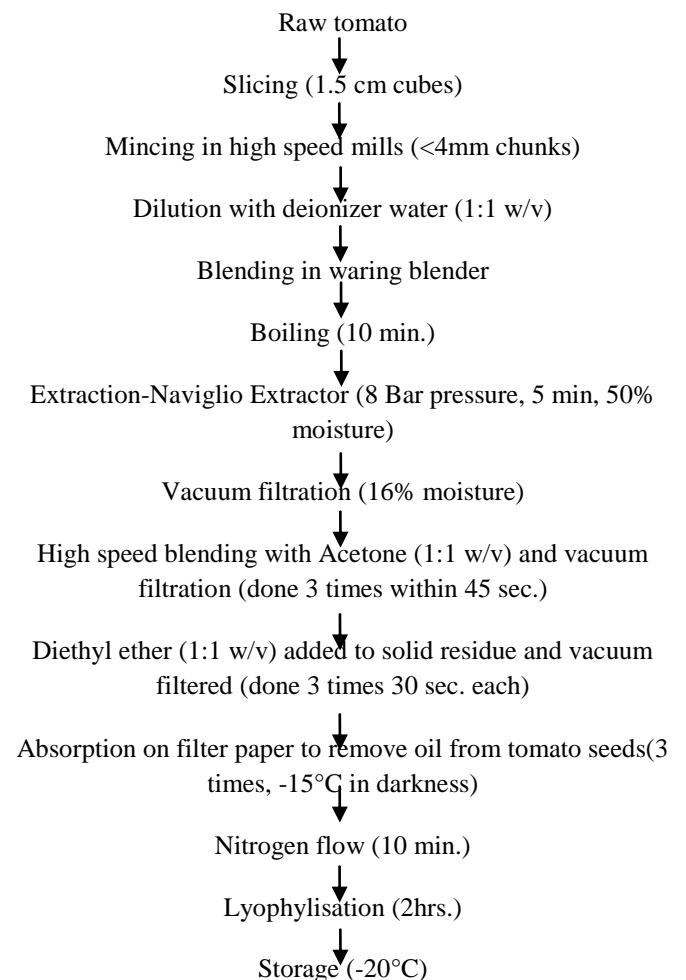 Raw tomato
Slicing (1.5 cm cubes)
Mincing in high speed mills (<4mm chunks)
Dilution with deionizer water (1:1 w/v)
Blending in waring blender
Boiling (10 min.)
Extraction-Naviglio Extractor (8 Bar pressure, 5 min, 50%
moisture)
Vacuum filtration (16% moisture)
High speed blending with Acetone (1:1 w/v) and vacuum
filtration (done 3 times within 45 sec.)
Diethyl ether (1:1 w/v) added to solid residue and vacuum
filtered (done 3 times 30 sec. each)
Absorption on filter paper to remove oil from tomato seeds(3
times, -15°C in darkness)
Nitrogen flow (10 min.)
Lyophylisation (2hrs.)
Storage (-20°C)